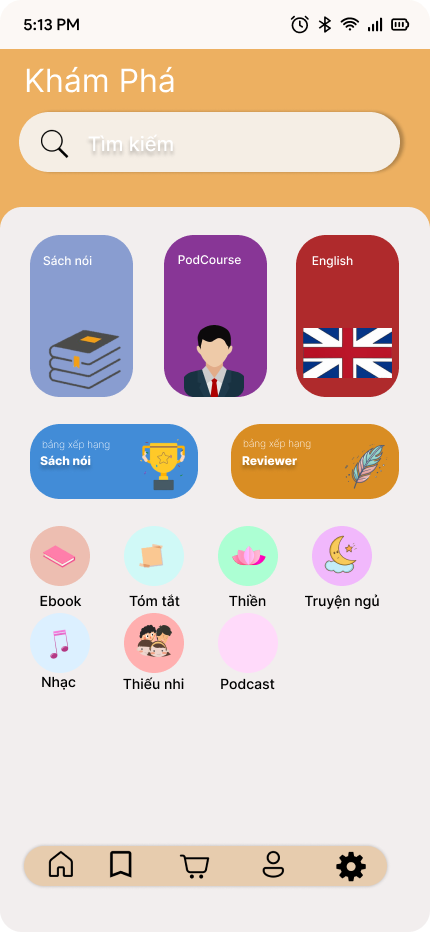 5:13 PM
Khám Phá
Tìm kiếm
Sách nói
PodCourse
English
bảng xếp hạng
Sách nói
bảng xếp hạng
Reviewer
Ebook
Tóm tắt
Thiền
Truyện ngủ
Nhạc
Thiếu nhi
Podcast